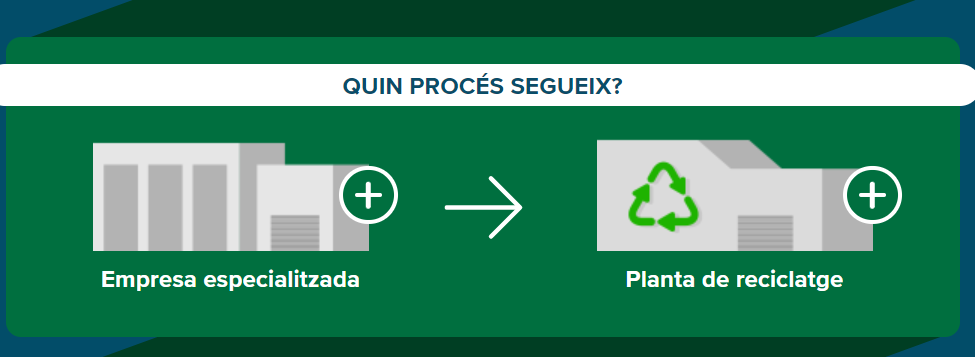 QUIN PROCÉS SEGUEIX?
Empresa especialitzada
Planta de reciclatge